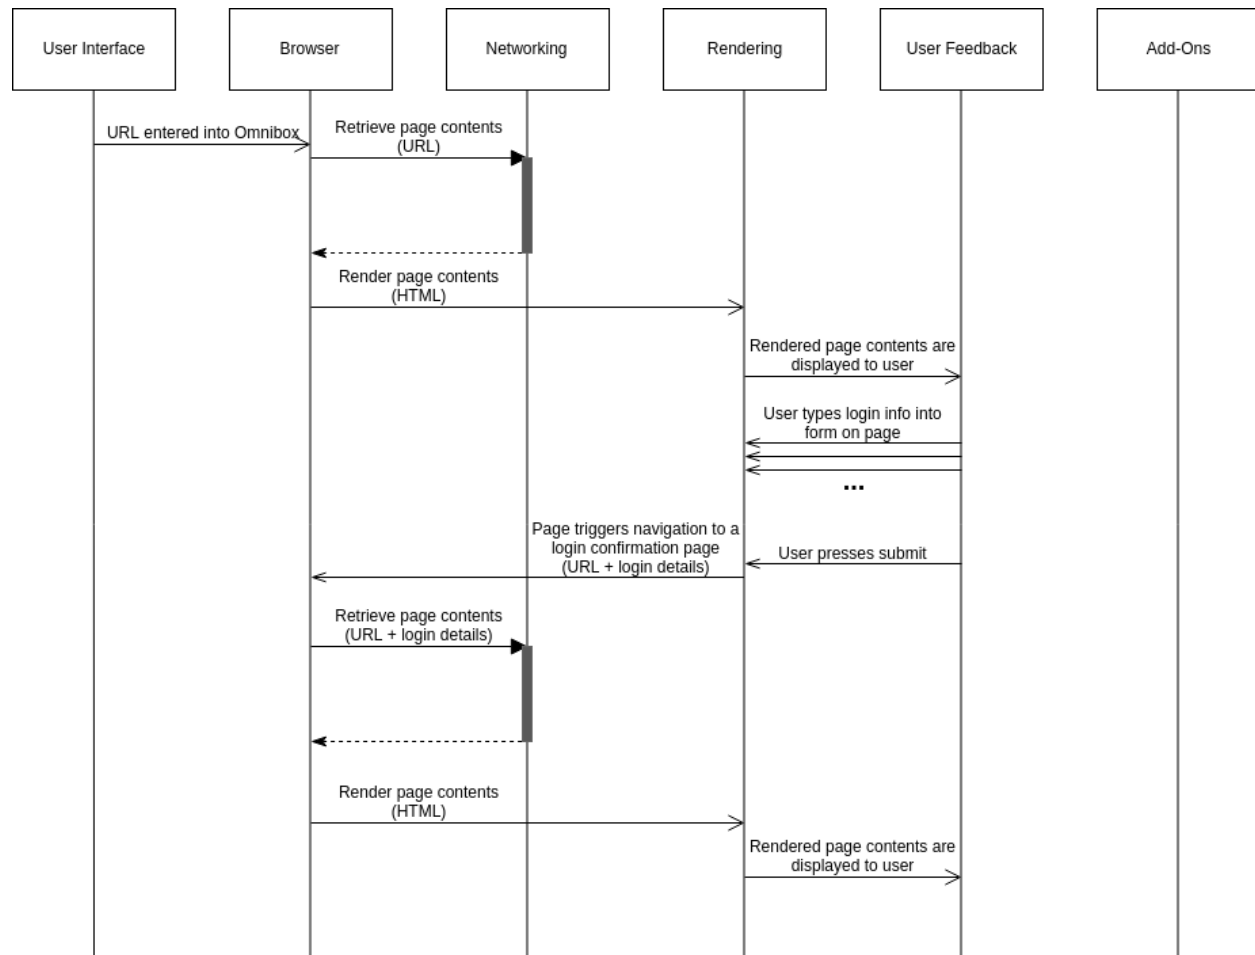 User Interface
Browser
Networking
Rendering
User Feedback
Add-Ons
URL entered into Omnibox
Retrieve page contents
(URL)
Render page contents
(HTML)
Rendered page contents are
displayed to user
User types login info into
form on page
...
Page triggers navigation to a
login confirmation page
(URL + login details)
User presses submit
Retrieve page contents
(URL + login details)
Render page contents
(HTML)
Rendered page contents are
displayed to user